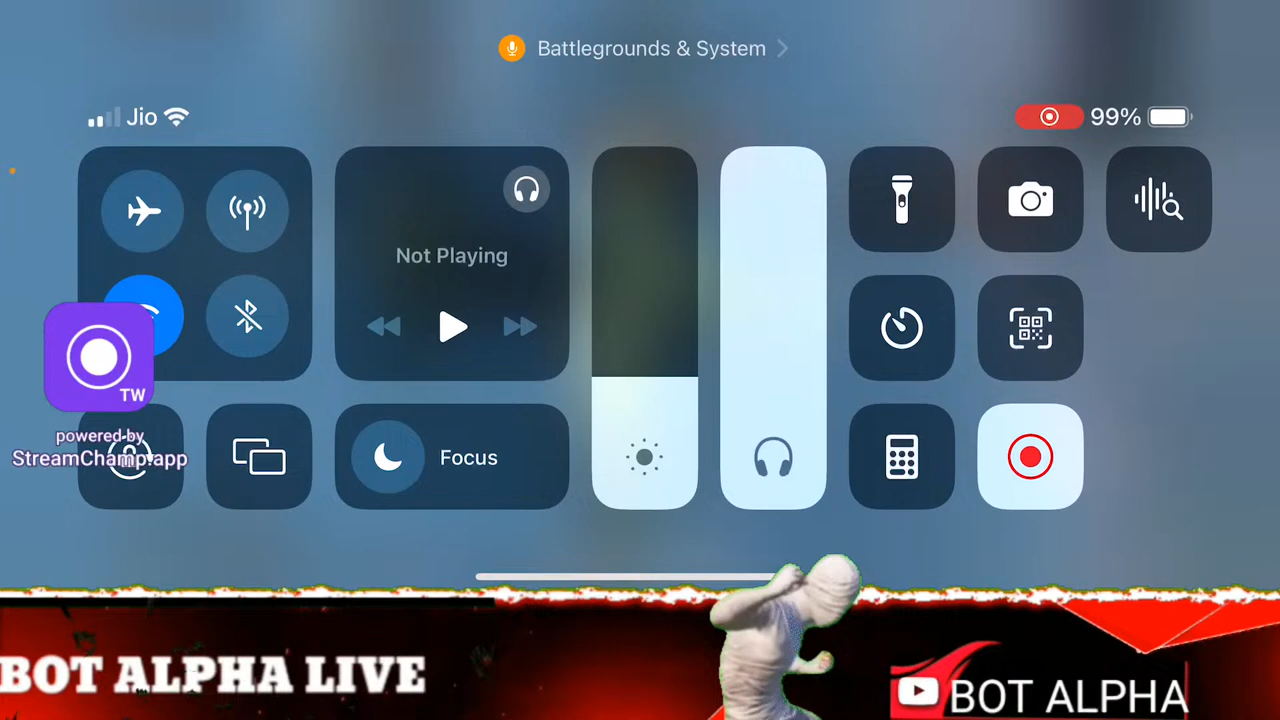 Battlegrounds & System
Jio
99%
Not Playing
TW
powered by
StreamChamp.app
Focus
BOT ALPHA LIVE
BOT ALPHA